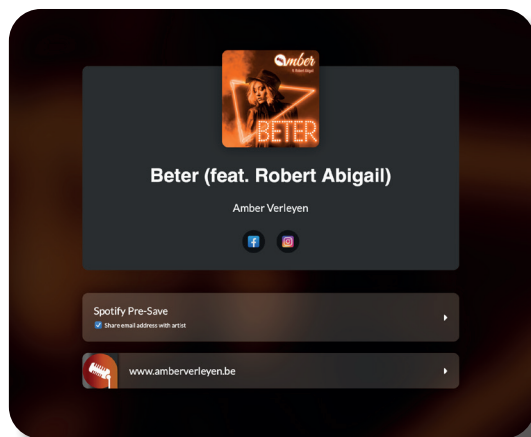 Amber
ft. Robert Abigail
BETER
Beter (feat. Robert Abigail)
Amber Verleyen
Spotify Pre-Save
Share email address with artist
www.amberverleyen.be